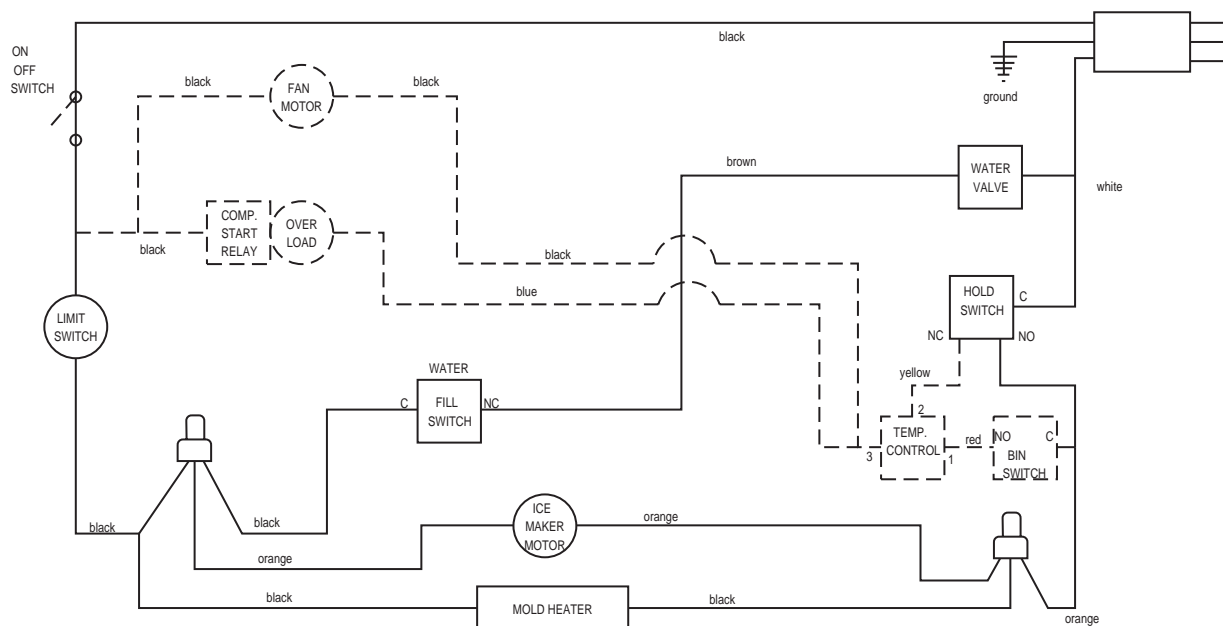 black
ON
OFF
SWITCH
black
FAN
MOTOR
black
ground
brown
WATER
VALVE
white
COMP.
START
RELAY
OVER
LOAD
black
black
blue
HOLD
SWITCH
C
NC
NO
LIMIT
SWITCH
WATER
C
FILL
SWITCH
NC
yellow
2
TEMP.
CONTROL
3
1
red
NO
C
BIN
SWITCH
black
black
orange
ICE
MAKER
MOTOR
orange
black
MOLD HEATER
black
orange